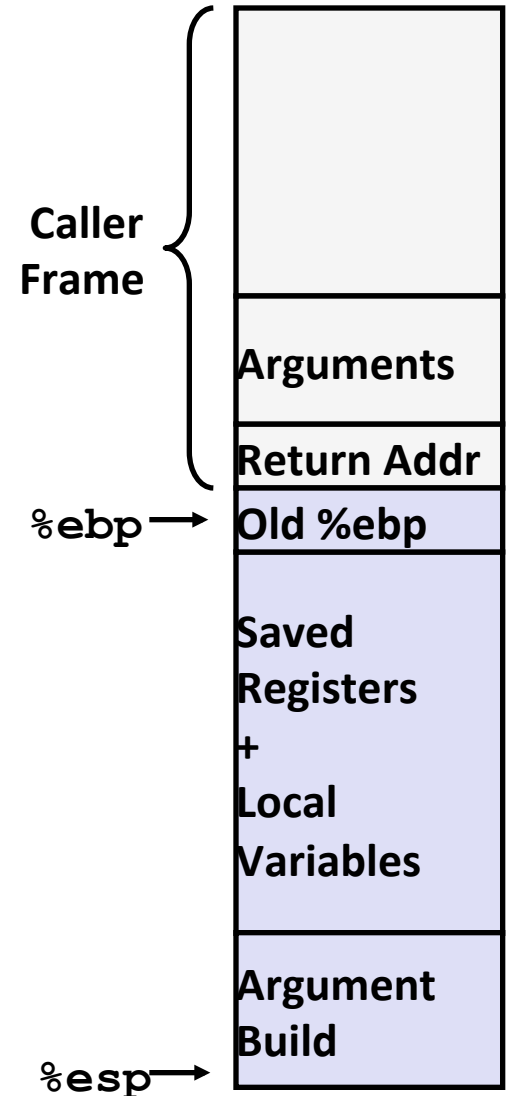 Caller
Frame
Arguments
Return Addr
%ebp
Old %ebp
Saved
Registers
+
Local
Variables
Argument
Build
%esp